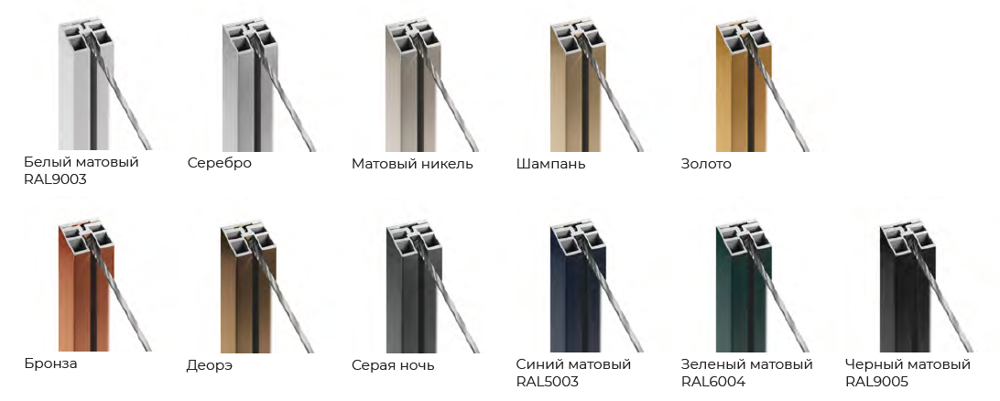 Белый матовый
RAL9003
Серебро
Матовый никель
Шампань
Золото
Бронза
Деорэ
Серая ночь
Синий матовый
RAL5003
Зеленый матовый
RAL6004
Черный матовый
RAL9005